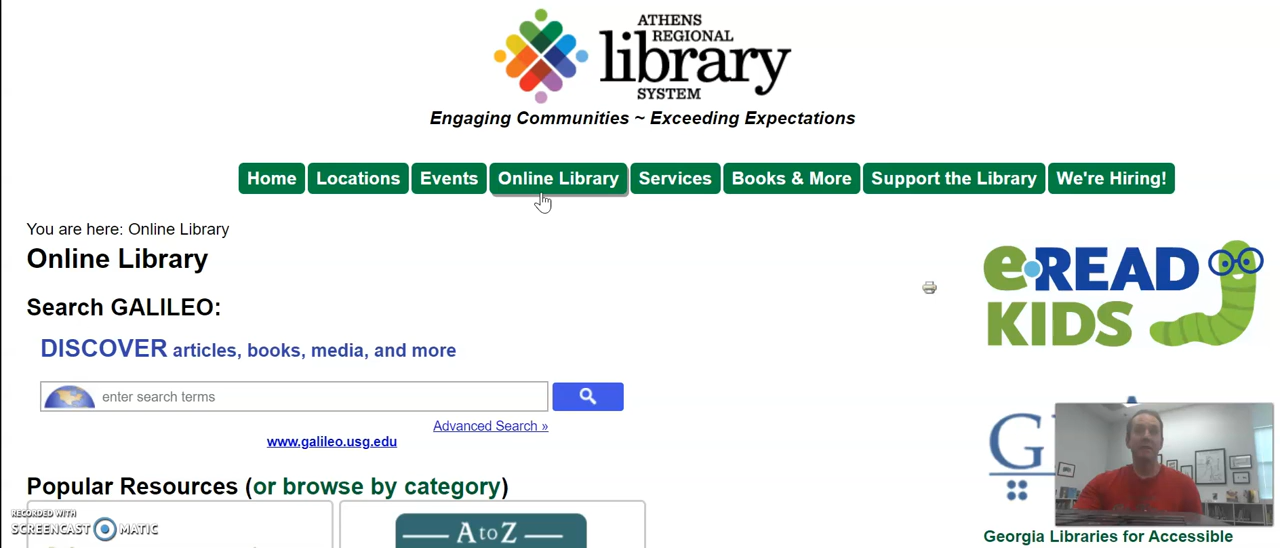 ATHENS
REGIONAL
library
SYSTEM
Engaging Communities ~ Exceeding Expectations
Home Locations Events Online Library Services Books & More Support the Library We're Hiring!
You are here: Online Library
Online Library
e•READ
KIDS
Search GALILEO:
DISCOVER articles, books, media, and more
enter search terms
Advanced Search »
www.galileo.usg.edu
Popular Resources (or browse by category)
RECORDED WITH
SCREENCAST MATIC
AtoZ
Georgia Libraries for Accessible